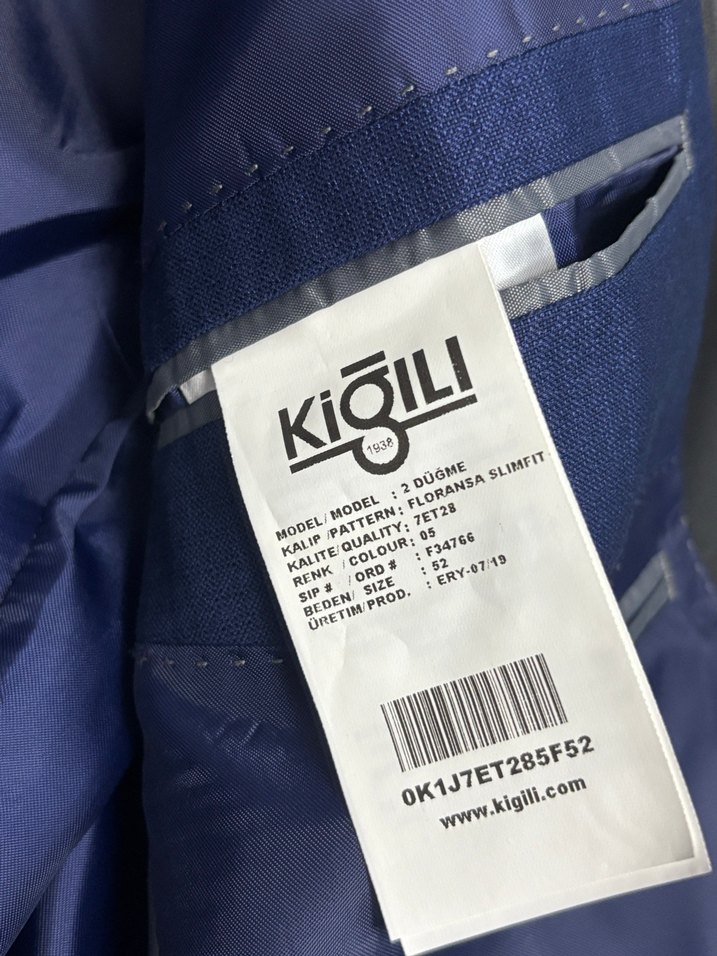 KiĞILI
1938
MODEL/MODEL : 2 DÜĞME
KALIP/PATTERN: FLORANSA SLIMFIT
KALITE/QUALITY: 7ET28
RENK /COLOUR: 05
SIP # /ORD # : F34766
BEDEN/ SIZE : 52
ÜRETIM/PROD. : ERY-07/19
0K1J7ET285F52
www.kigili.com